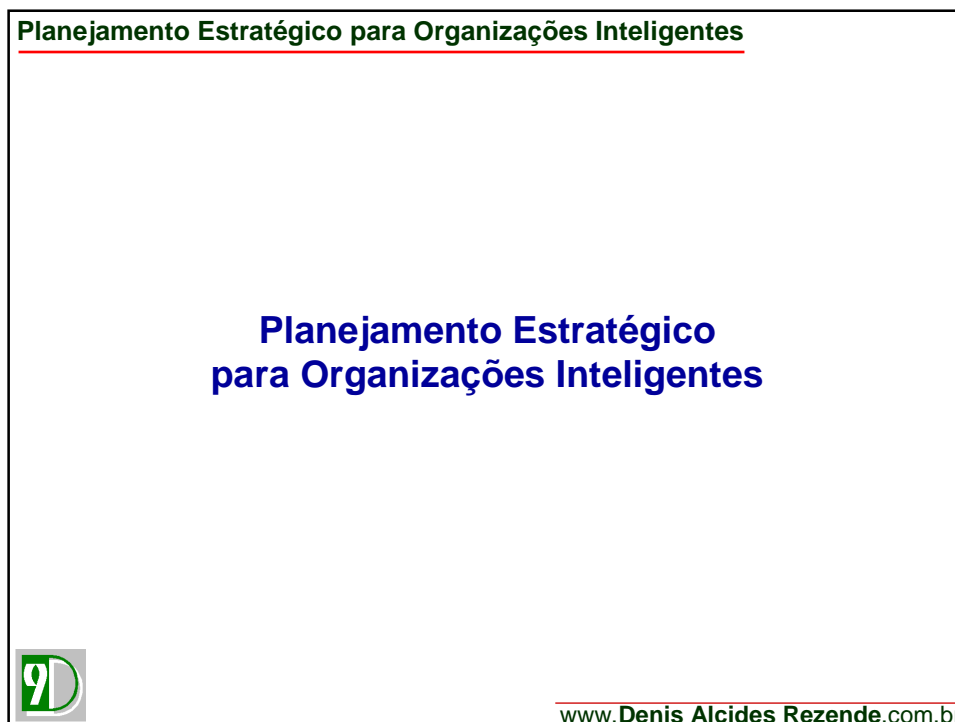 Planejamento Estratégico para Organizações Inteligentes
Planejamento Estratégico
para Organizações Inteligentes
www.Denis Alcides Rezende.com.b